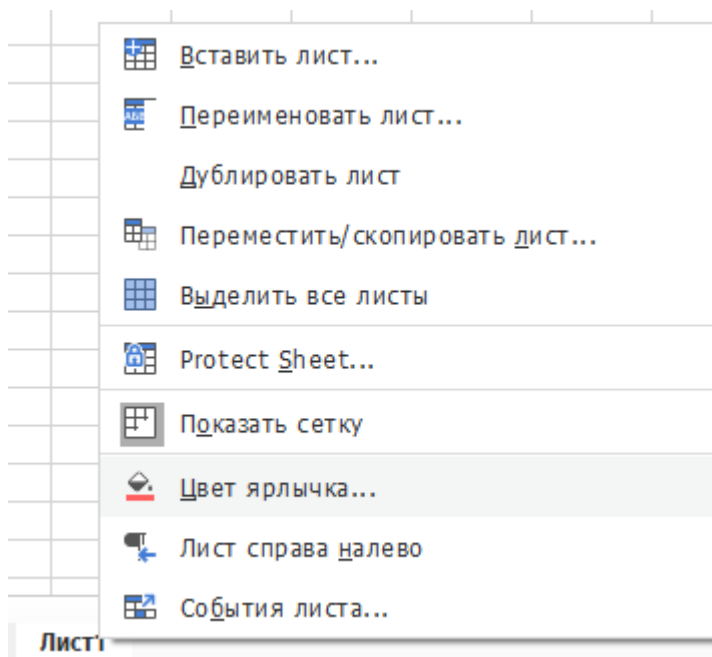 Вставить лист...
Переименовать лист...
Дублировать лист
Переместить/скопировать лист...
Выделить все листы
Protect Sheet...
Показать сетку
Цвет ярлычка...
Лист справа налево
События листа...
Лист1